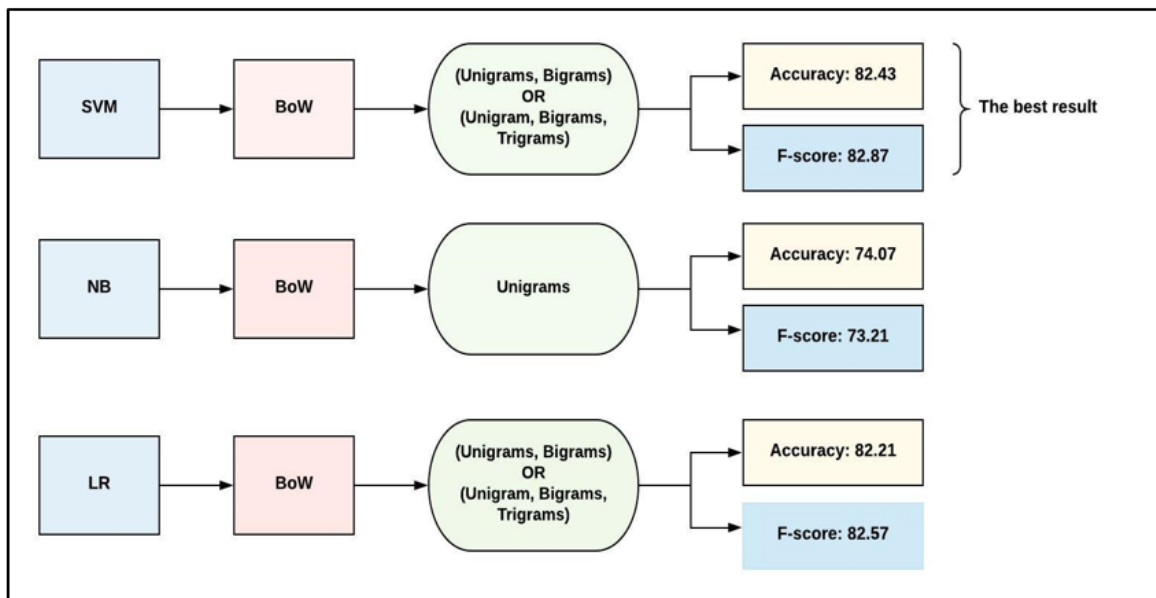 SVM
BoW
(Unigrams, Bigrams)
OR
(Unigram, Bigrams,
Trigrams)
Accuracy: 82.43
F-score: 82.87
The best result
NB
BoW
Unigrams
Accuracy: 74.07
F-score: 73.21
LR
BoW
(Unigrams, Bigrams)
OR
(Unigram, Bigrams,
Trigrams)
Accuracy: 82.21
F-score: 82.57